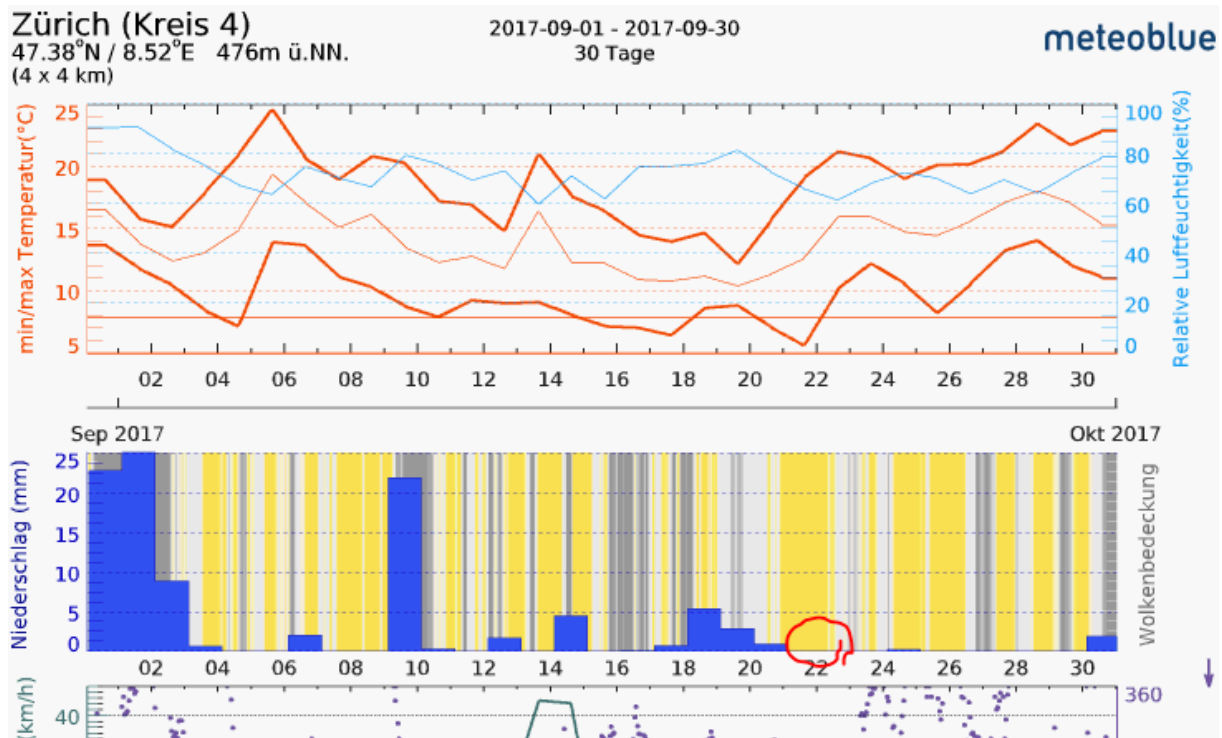 Zürich (Kreis 4)
47.38°N / 8.52°E 476m ü.NN.
(4 x 4 km)
2017-09-01 - 2017-09-30
30 Tage
meteoblue
min/max Temperatur(°C)
25
20
15
10
5
Relative Luftfeuchtigkeit(%)
100
80
60
40
20
0
02 04 06 08 10 12 14 16 18 20 22 24 26 28 30
Sep 2017
Okt 2017
Niederschlag (mm)
25
20
15
10
5
0
Wolkenbedeckung
02 04 06 08 10 12 14 16 18 20 22 24 26 28 30
(km/h)
40
360